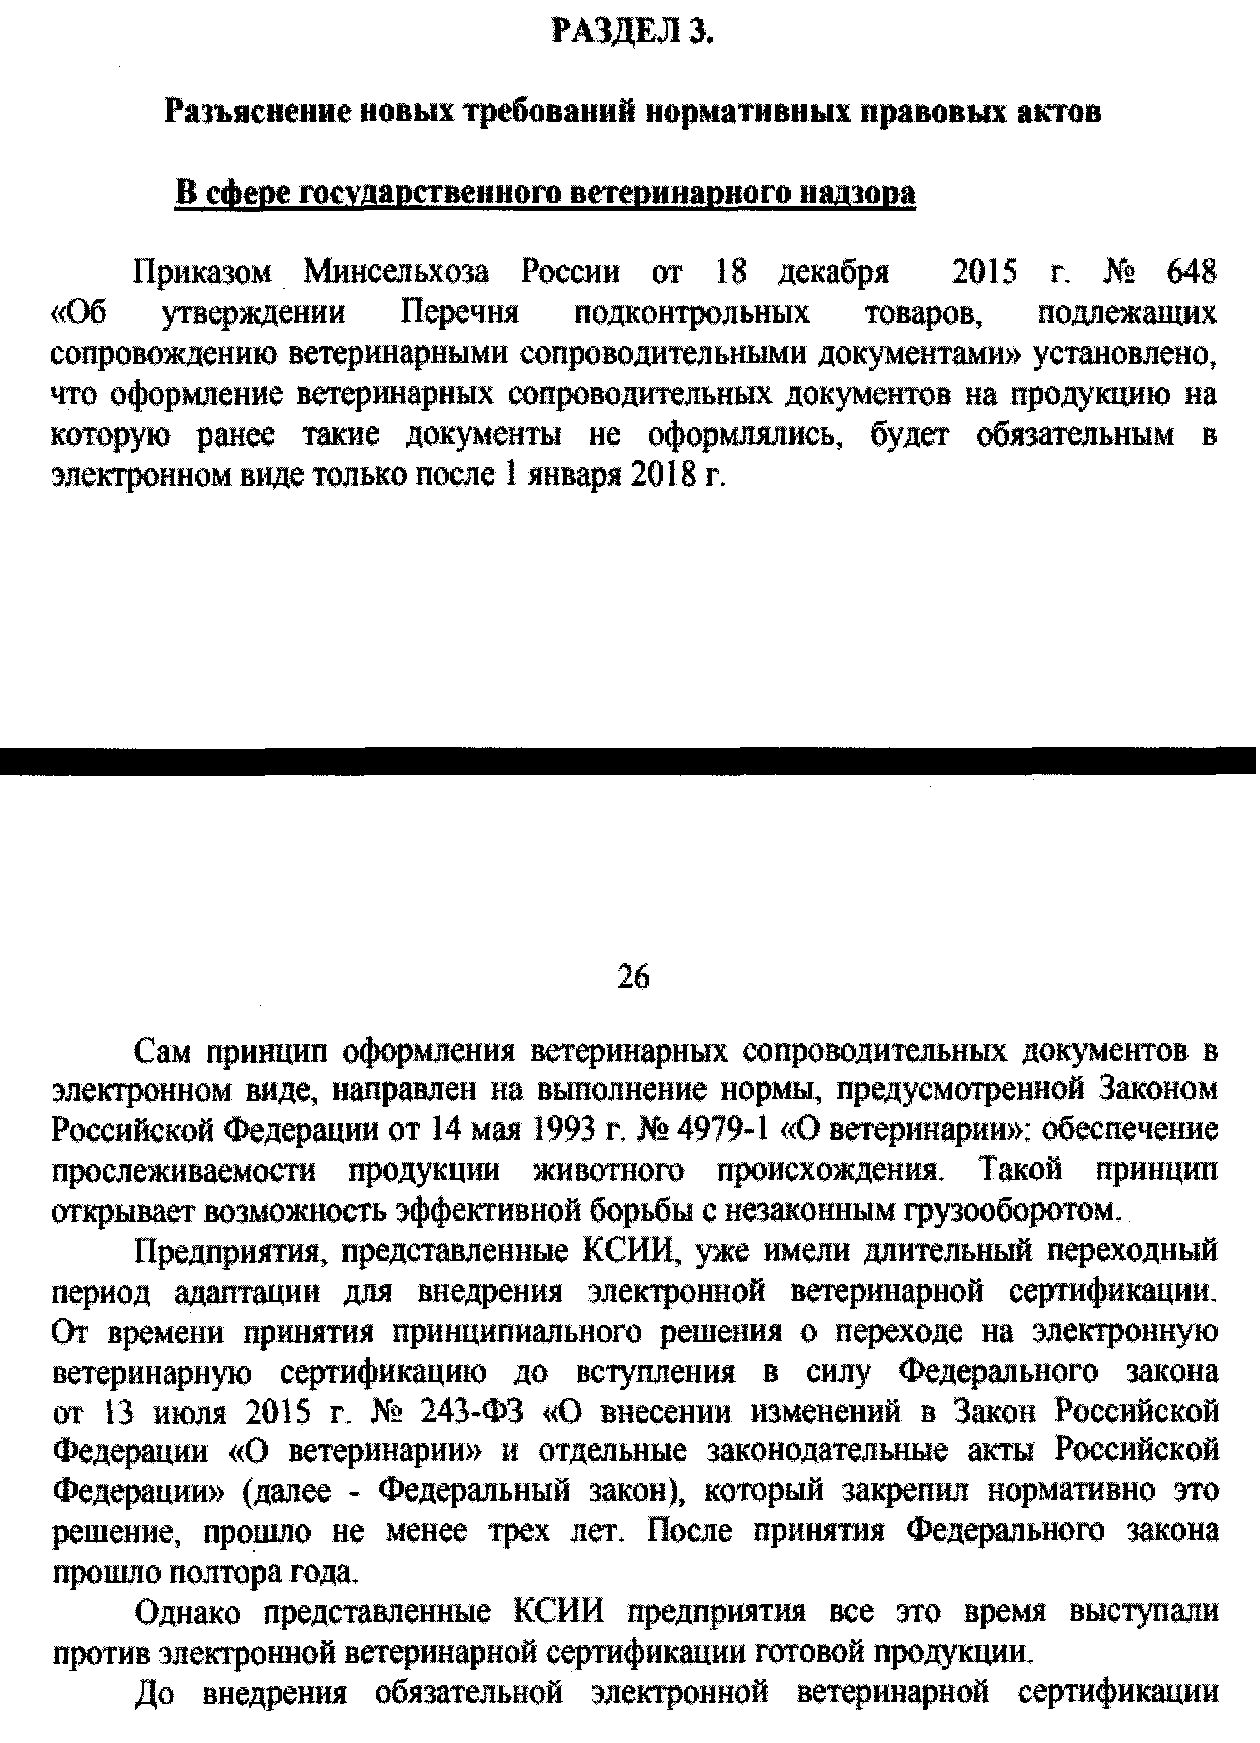 РАЗДЕЛ 3.
Разъяснение новых требований нормативных правовых актов
В сфере государственного ветеринарного надзора
Приказом Минсельхоза России от 18 декабря 2015 г. № 648
«Об утверждении Перечня подконтрольных товаров, подлежащих
сопровождению ветеринарными сопроводительными документами» установлено,
что оформление ветеринарных сопроводительных документов на продукцию на
которую ранее такие документы не оформлялись, будет обязательным в
электронном виде только после 1 января 2018 г.
26
Сам принцип оформления ветеринарных сопроводительных документов в
электронном виде, направлен на выполнение нормы, предусмотренной Законом
Российской Федерации от 14 мая 1993 г. № 4979-1 «О ветеринарии»: обеспечение
прослеживаемости продукции животного происхождения. Такой принцип
открывает возможность эффективной борьбы с незаконным грузооборотом.
Предприятия, представленные КСИИ, уже имели длительный переходный
период адаптации для внедрения электронной ветеринарной сертификации.
От времени принятия принципиального решения о переходе на электронную
ветеринарную сертификацию до вступления в силу Федерального закона
от 13 июля 2015 г. № 243-ФЗ «О внесении изменений в Закон Российской
Федерации «О ветеринарии» и отдельные законодательные акты Российской
Федерации» (далее - Федеральный закон), который закрепил нормативно это
решение, прошло не менее трех лет. После принятия Федерального закона
прошло полтора года.
Однако представленные КСИИ предприятия все это время выступали
против электронной ветеринарной сертификации готовой продукции.
До внедрения обязательной электронной ветеринарной сертификации